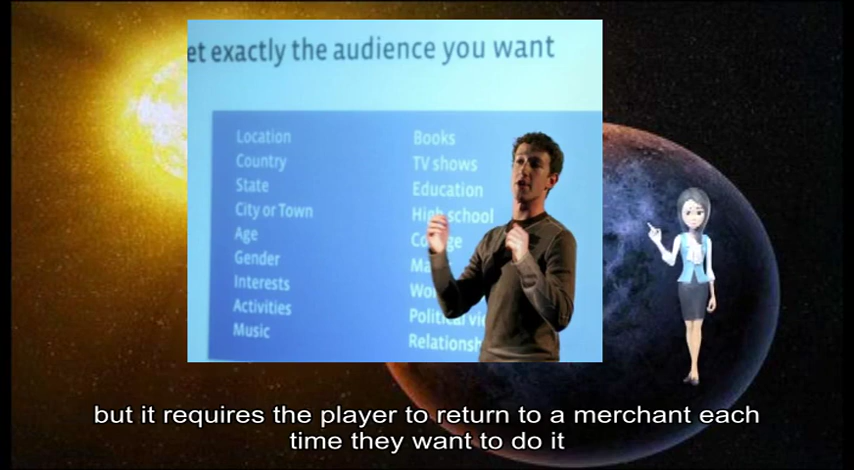 et exactly the audience you want
Location
Country
State
City or Town
Age
Gender
Interests
Activities
Music
Books
TV shows
Education
High school
Relationsh
but it requires the player to return to a merchant each
time they want to do it